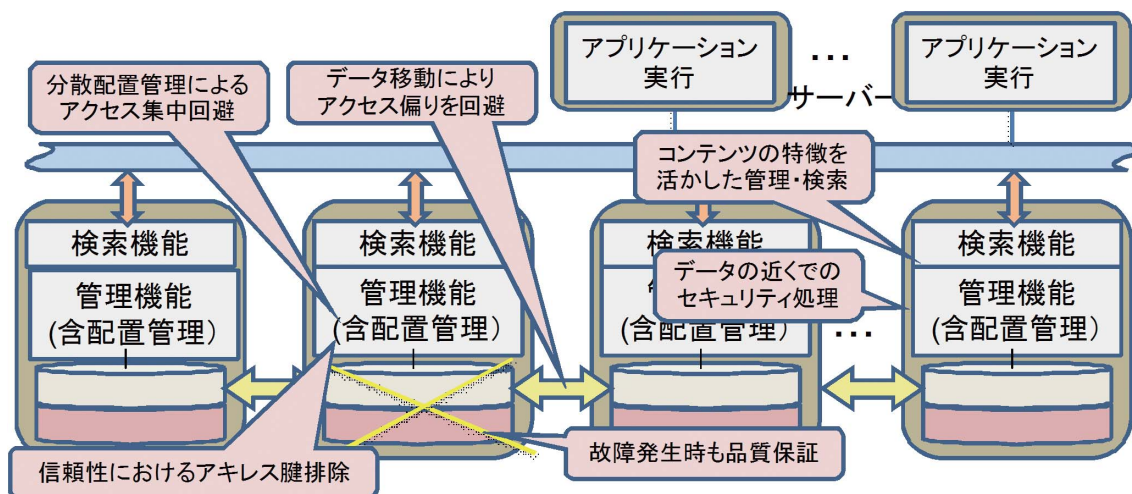 アプリケーション
実行
・・・
アプリケーション
実行
サーバー
分散配置管理による
アクセス集中回避
データ移動により
アクセス偏りを回避
コンテンツの特徴を
活かした管理・検索
検索機能
管理機能
(含配置管理)
検索機能
管理機能
(含配置管理)
検索機能
管理機能
(含配置管理)
データの近くでの
セキュリティ処理
・・・
検索機能
管理機能
(含配置管理)
信頼性におけるアキレス腱排除
故障発生時も品質保証